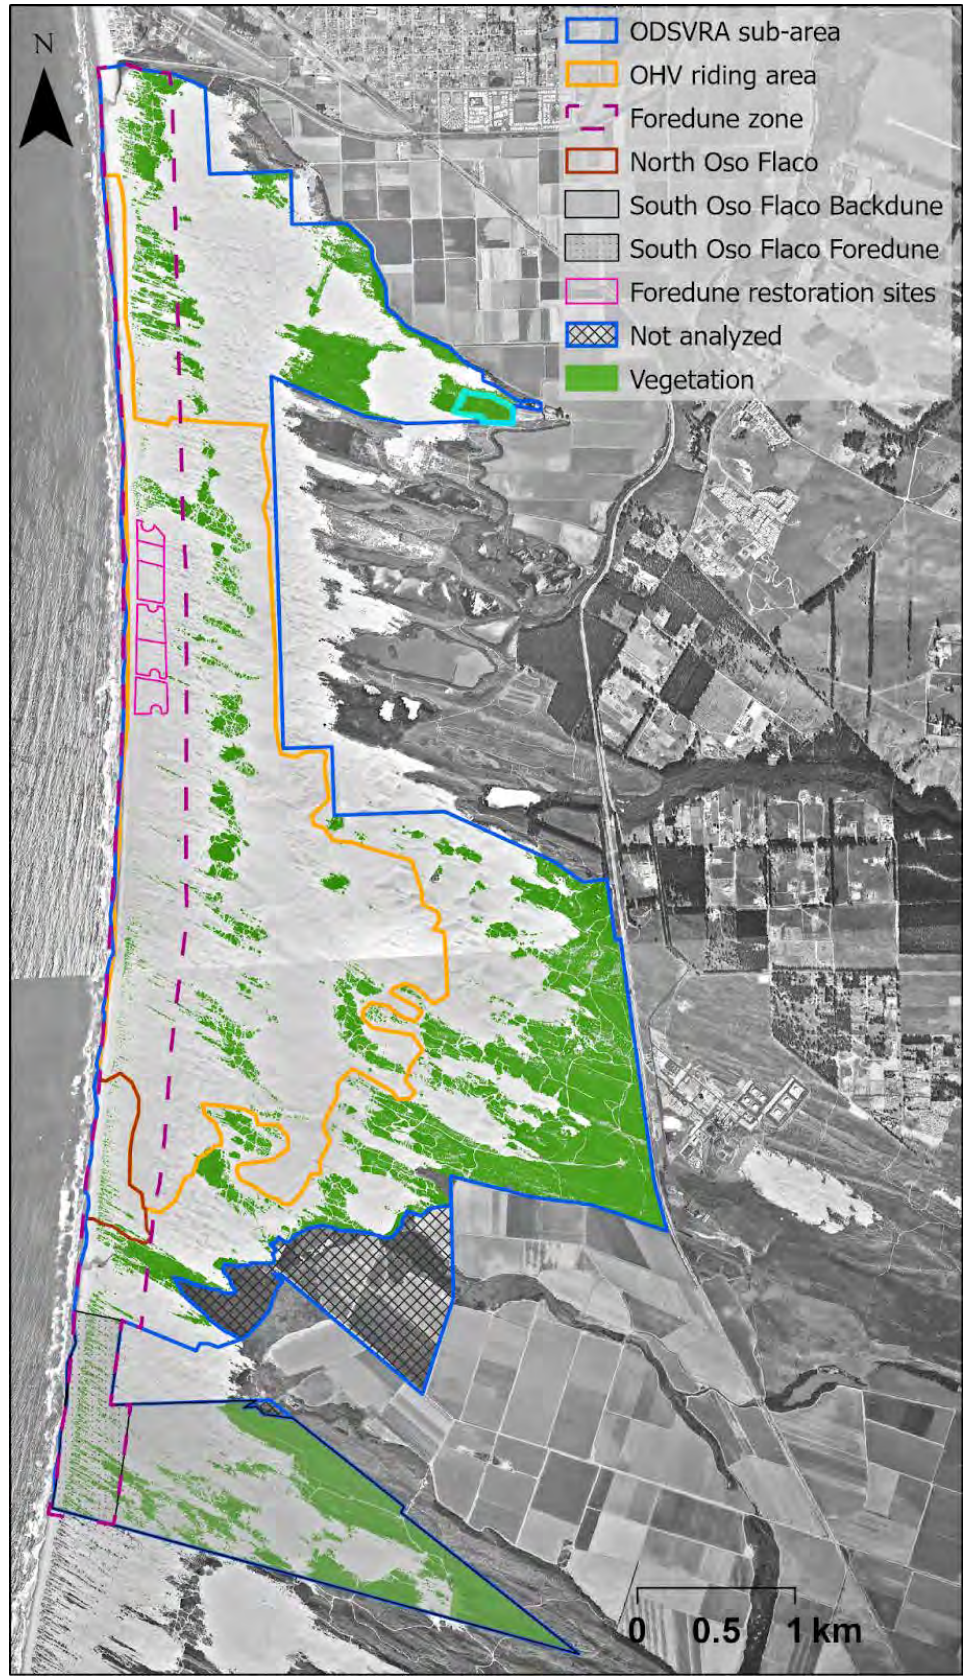 N
ODSVRA sub-area
OHV riding area
Foredune zone
North Oso Flaco
South Oso Flaco Backdune
South Oso Flaco Foredune
Foredune restoration sites
Not analyzed
Vegetation
0 0.5 1 km